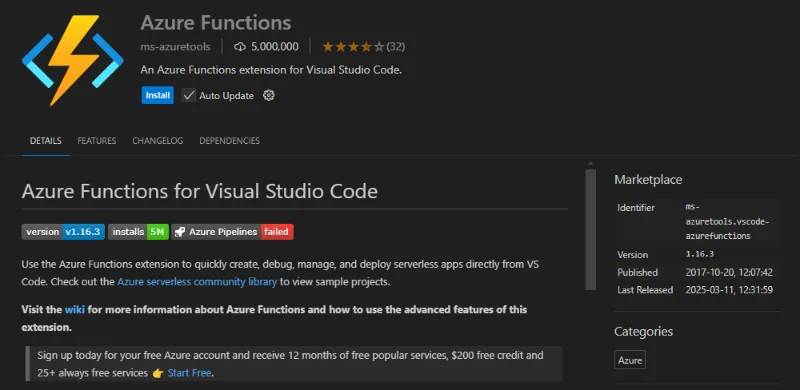 Azure Functions
ms-azuretools 5,000,000 (32)
An Azure Functions extension for Visual Studio Code.
Install Auto Update
DETAILS FEATURES CHANGELOG DEPENDENCIES
Azure Functions for Visual Studio Code
version v1.16.3 installs 5M Azure Pipelines failed
Use the Azure Functions extension to quickly create, debug, manage, and deploy serverless apps directly from VS
Code. Check out the Azure serverless community library to view sample projects.
Visit the wiki for more information about Azure Functions and how to use the advanced features of this
extension.
Sign up today for your free Azure account and receive 12 months of free popular services, $200 free credit and
25+ always free services 👉 Start Free.
Marketplace
Identifier ms-
azuretools.vscode-
azurefunctions
Version 1.16.3
Published 2017-10-20, 12:07:42
Last Released 2025-03-11, 12:31:59
Categories
Azure